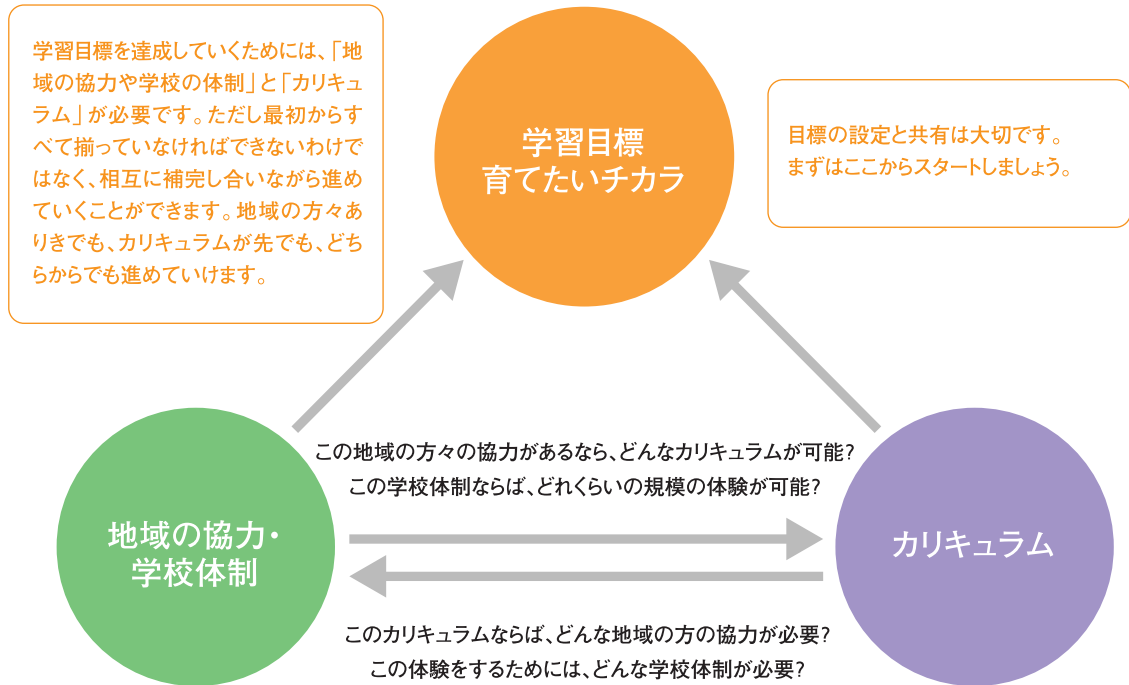 学習目標を達成していくためには、「地
域の協力や学校の体制」と「カリキュ
ラム」が必要です。ただし最初からす
べて揃っていなければできないわけで
はなく、相互に補完し合いながら進め
ていくことができます。地域の方々あ
りきでも、カリキュラムが先でも、どち
らからでも進めていけます。
学習目標
育てたいチカラ
目標の設定と共有は大切です。
まずはここからスタートしましょう。
この地域の方々の協力があるなら、どんなカリキュラムが可能?
この学校体制ならば、どれくらいの規模の体験が可能?
地域の協力・
学校体制
カリキュラム
このカリキュラムならば、どんな地域の方の協力が必要?
この体験をするためには、どんな学校体制が必要?